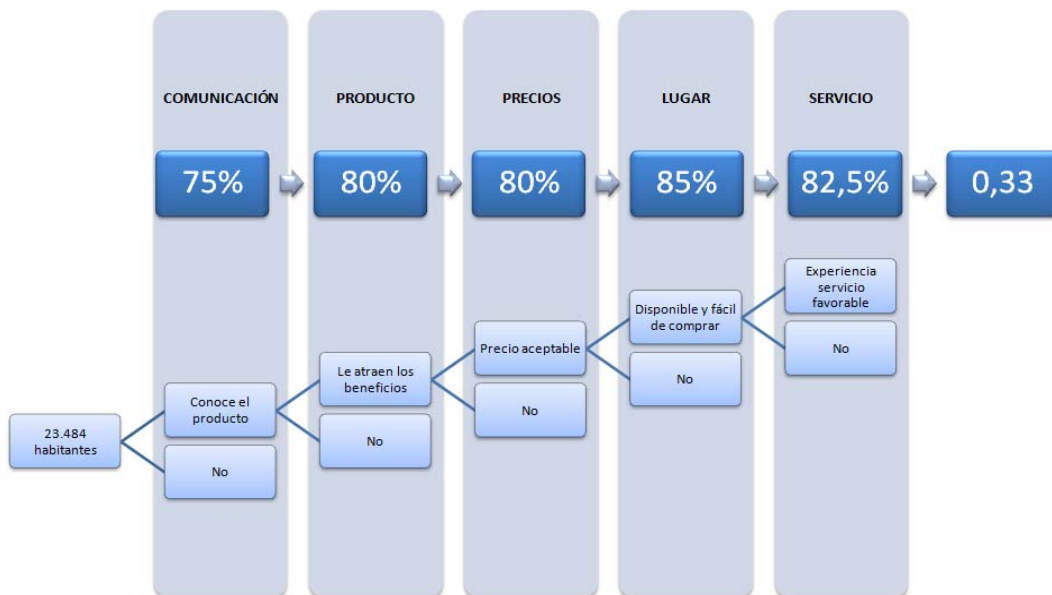 COMUNICACIÓN
PRODUCTO
PRECIOS
LUGAR
SERVICIO
75%
80%
80%
85%
82,5%
0,33
Experiencia
servicio
favorable
Disponible y fácil
de comprar
No
Precio aceptable
No
Le atraen los
beneficios
No
Conoce el
producto
No
23.484
habitantes
No